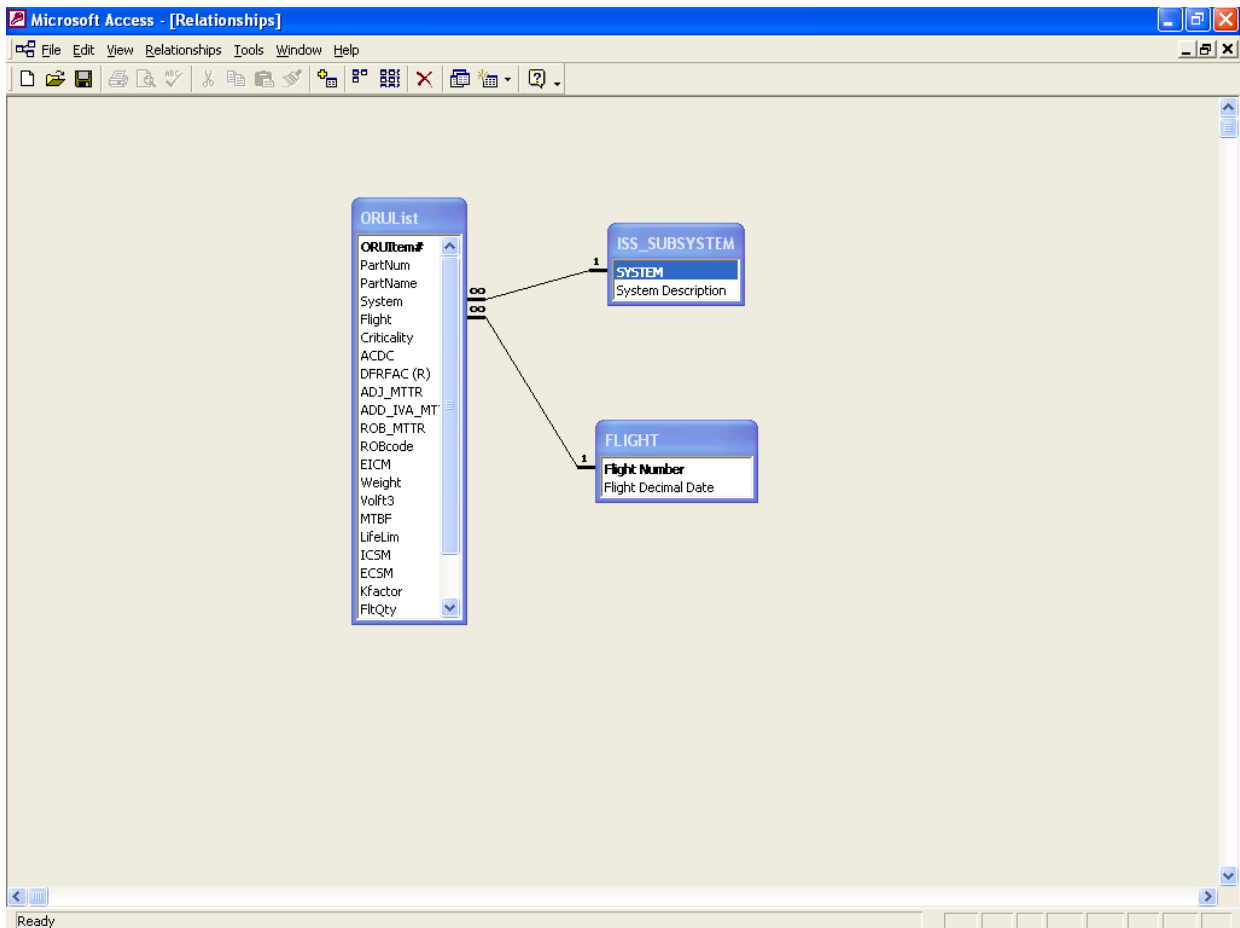 Microsoft Access - [Relationships]
File Edit View Relationships Tools Window Help
ORUList
ORUItem#
PartNum
PartName
System
Flight
Criticality
ACDC
DFRFAC (R)
ADJ_MTTR
ADD_IVA_MT
ROB_MTTR
ROBcode
EICM
Weight
Volft3
MTBF
LifeLim
ICSM
ECSM
Kfactor
FltQty
∞
∞
1
ISS_SUBSYSTEM
SYSTEM
System Description
1
FLIGHT
Flight Number
Flight Decimal Date
Ready